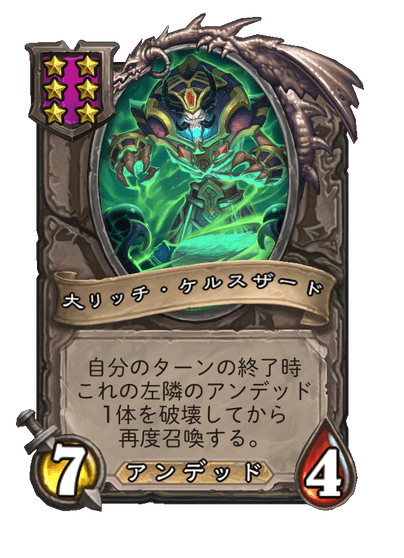 大リッチ・ケルスザード
自分のターンの終了時
これの左隣のアンデッド
1体を破壊してから
再度召喚する。
7
アンデッド
4